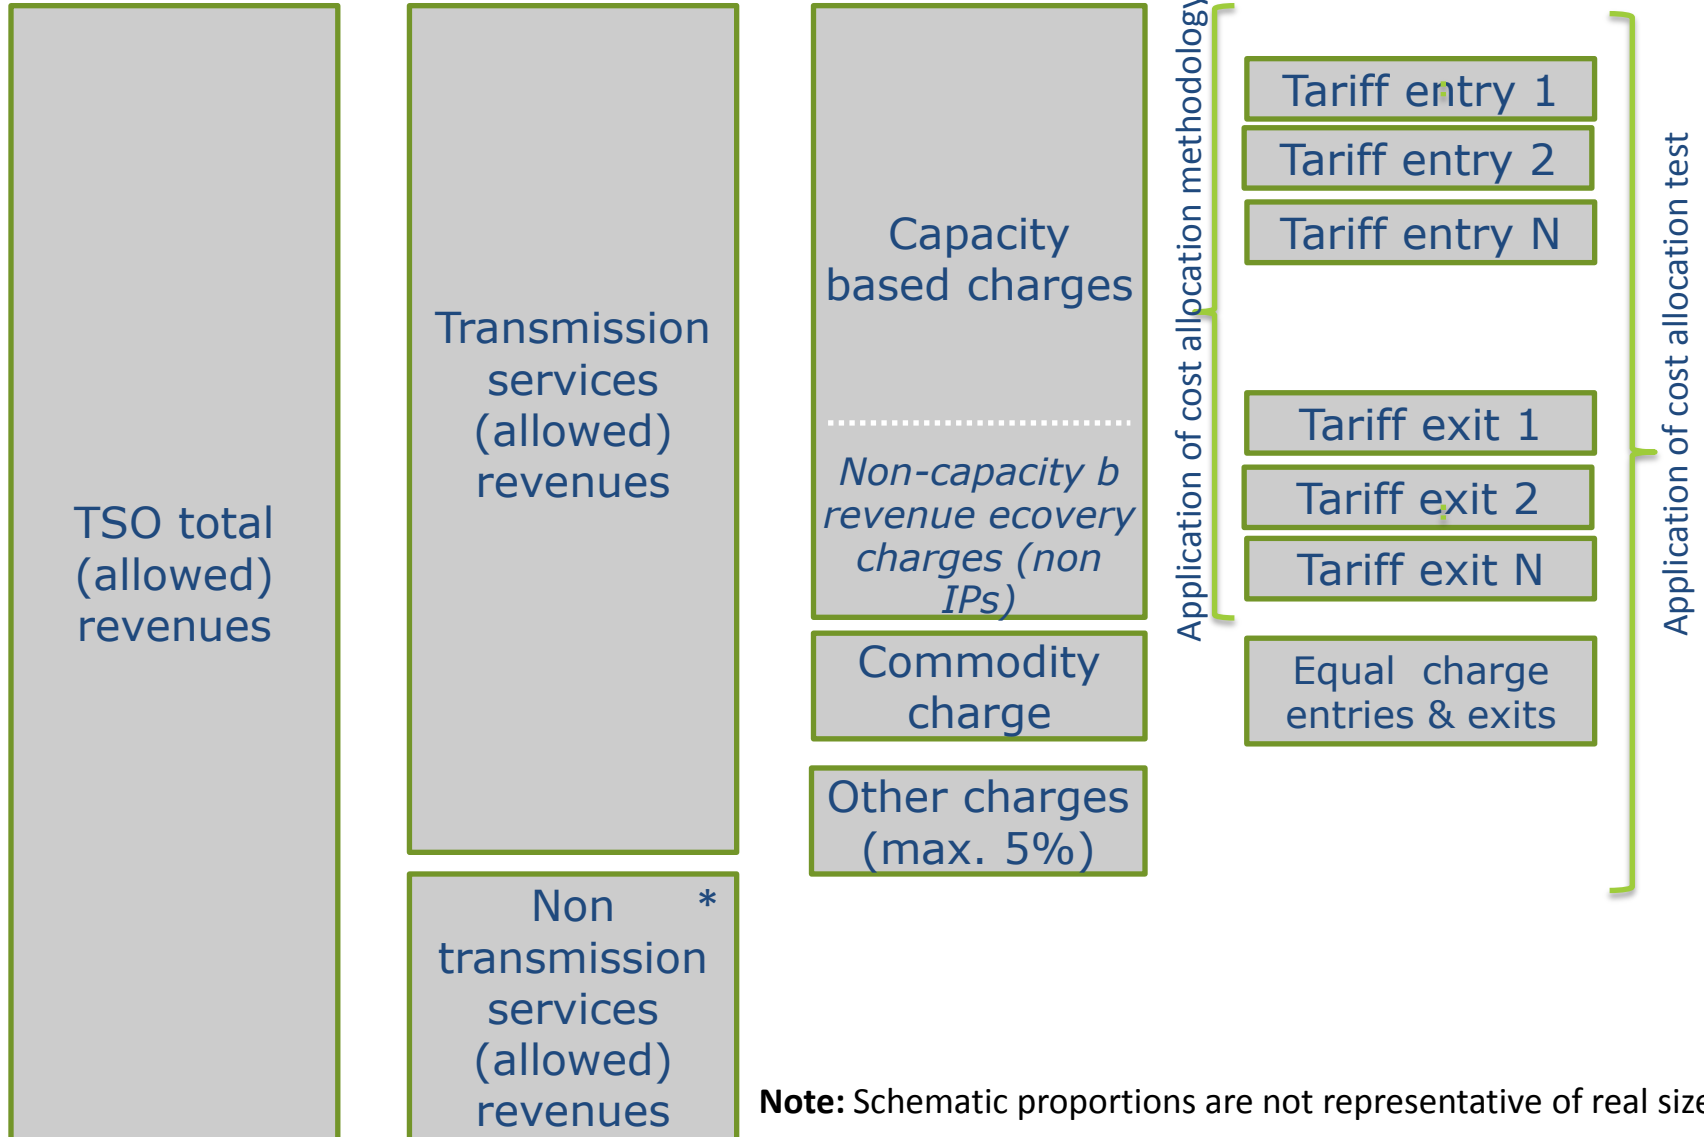 TSO total
(allowed)
revenues
Transmission
services
(allowed)
revenues
Non *
transmission
services
(allowed)
revenues
Capacity
based charges
Non-capacity b
revenue ecovery
charges (non
IPs)
Commodity
charge
Other charges
(max. 5%)
Application of cost allocation methodology
Tariff entry 1
Tariff entry 2
Tariff entry N
Tariff exit 1
Tariff exit 2
Tariff exit N
Equal charge
entries & exits
Application of cost allocation test
Note: Schematic proportions are not representative of real size